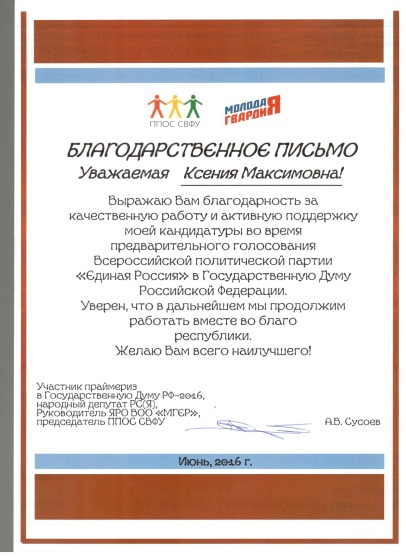 ППОС СВФУ
МОЛОДАЯ
ГВАРДИЯ
БЛАГОДАРСТВЕННОЕ ПИСЬМО
Уважаемая Ксения Максимовна!
Выражаю Вам благодарность за
качественную работу и активную поддержку
моей кандидатуры во время
предварительного голосования
Всероссийской политической партии
«Единая Россия» в Государственную Думу
Российской Федерации.
Уверен, что в дальнейшем мы продолжим
работать вместе во благо
республики.
Желаю Вам всего наилучшего!
Участник праймериз
в Государственную Думу РФ-2016,
народный депутат РС(Я),
Руководитель ЯРО ВОО «МГЕР»,
председатель ППОС СВФУ
А.В. Сусоев
Июнь, 2016 г.